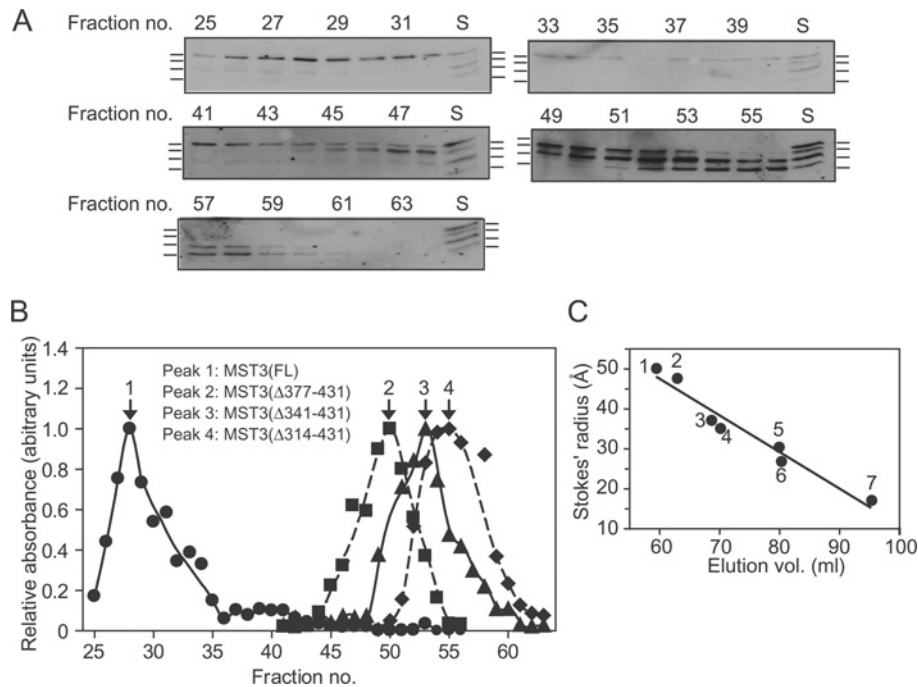 A
Fraction no. 25 27 29 31 S
33 35 37 39 S
Fraction no. 41 43 45 47 S
49 51 53 55 S
Fraction no. 57 59 61 63 S
B
Relative absorbance (abitrary units)
1.4
1.2
1.0
0.8
0.6
0.4
0.2
0
Peak 1: MST3(FL)
Peak 2: MST3(Δ377-431)
Peak 3: MST3(Δ341-431)
Peak 4: MST3(Δ314-431)
1 2 3 4
25 30 35 40 45 50 55 60
Fraction no.
C
Stokes' radius (Å)
50
40
30
20
10
1 2
3 4
5
6
7
60 70 80 90 100
Elution vol. (ml)